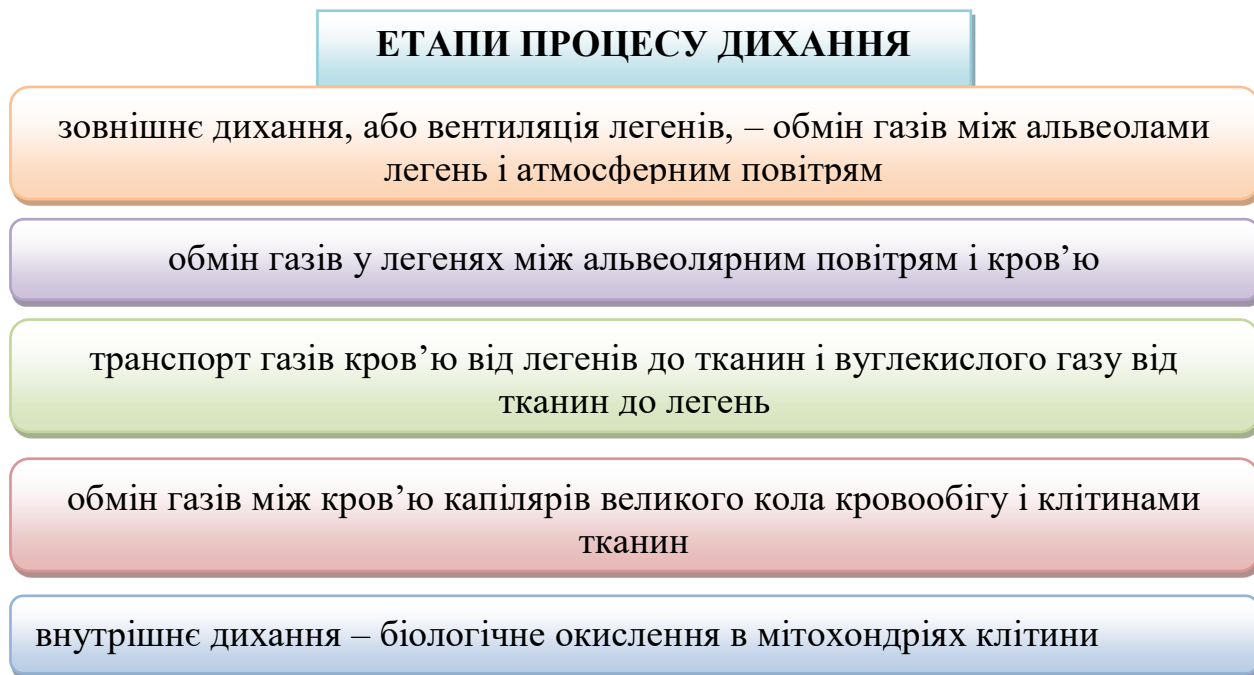 ЕТАПИ ПРОЦЕСУ ДИХАННЯ
зовнішнє дихання, або вентиляція легенів, – обмін газів між альвеолами
легень і атмосферним повітрям
обмін газів у легенях між альвеолярним повітрям і кров’ю
транспорт газів кров’ю від легенів до тканин і вуглекислого газу від
тканин до легень
обмін газів між кров’ю капілярів великого кола кровообігу і клітинами
тканин
внутрішнє дихання – біологічне окислення в мітохондріях клітини